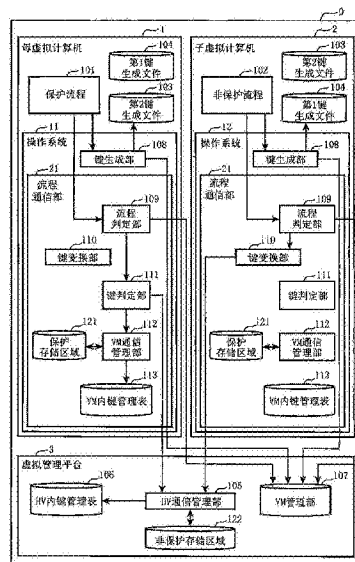 0
1
母虚拟计算机
104
第1键
生成文件
101
保护流程
103
第2键
生成文件
11
操作系统
108
键生成部
21
流程
通信部
109
流程
判定部
110
键变换部
111
键判定部
121
保护
存储区域
112
VM通信
管理部
113
VM内键管理表
2
子虚拟计算机
103
第2键
生成文件
102
非保护流程
104
第1键
生成文件
12
操作系统
108
键生成部
21
流程
通信部
109
流程
判定部
110
键变换部
111
键判定部
121
保护
存储区域
112
VM通信
管理部
113
VM内键管理表
3
虚拟管理平台
106
HV内键管理表
105
HV通信管理部
107
VM管理部
122
非保护存储区域